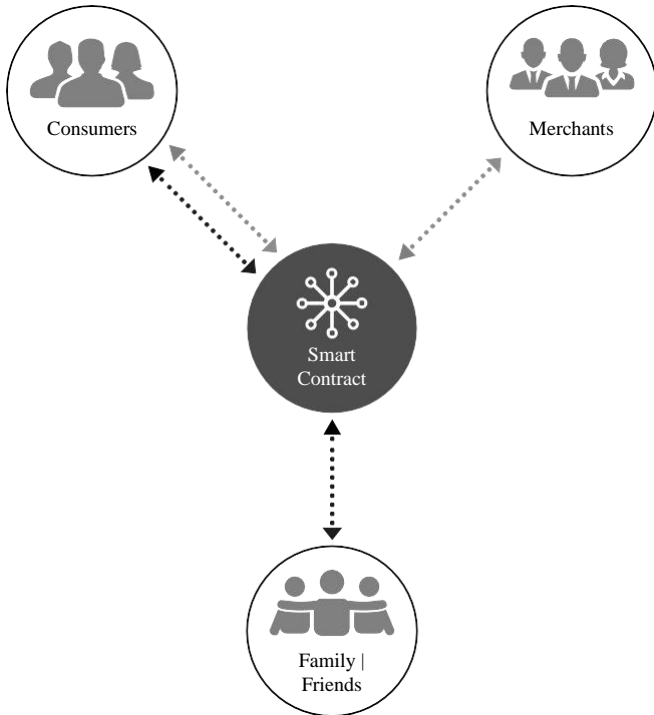 Consumers
Merchants
Smart
Contract
Family |
Friends